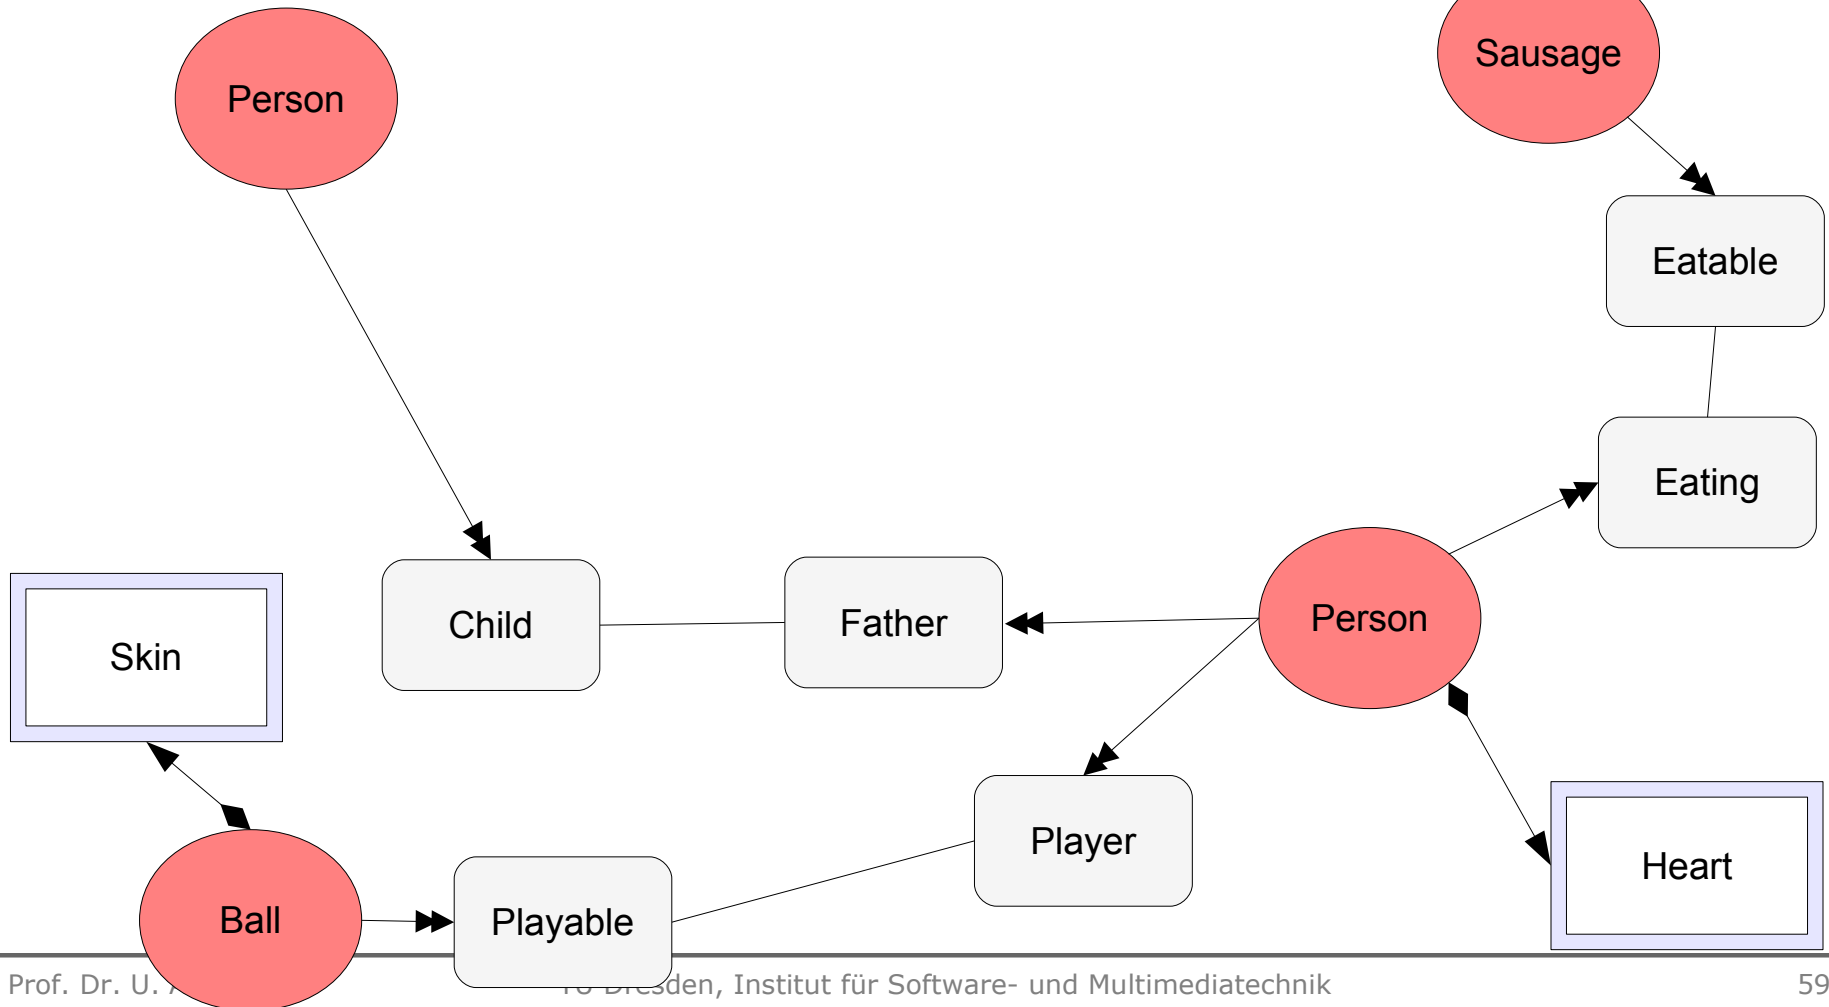 Sausage
Person
Eatable
Eating
Person
Child
Father
Skin
Player
Heart
Ball
Playable
Prof. Dr. U. Dresden, Institut für Software- und Multimediatechnik 59